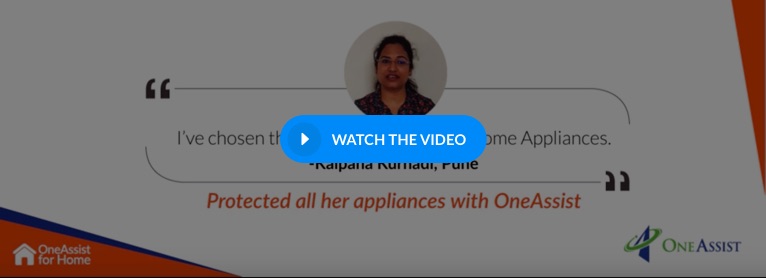 “
I've chosen th
WATCH THE VIDEO
ome Appliances.
-Kalpana Kurnadi, Pune
”
Protected all her appliances with OneAssist
OneAssist
for Home
ONEASSIST